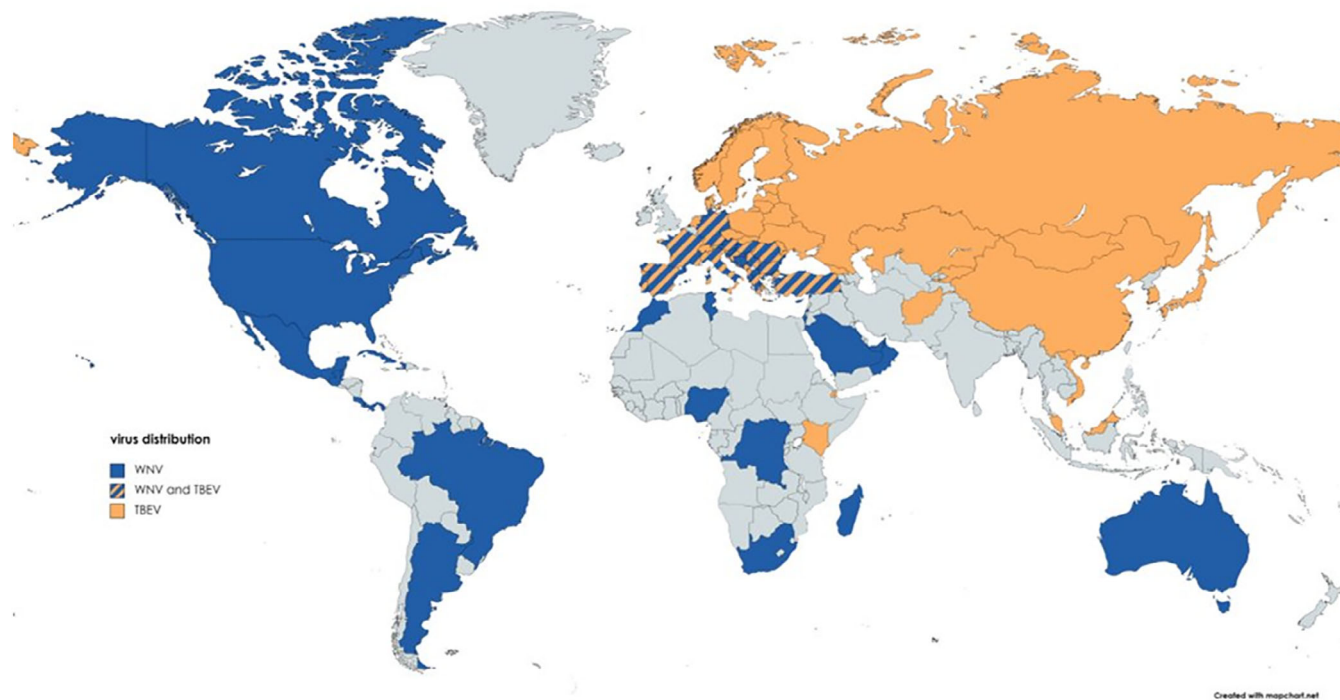 virus distribution
WNV
WNV and TBEV
TBEV
Created with mapchart.net